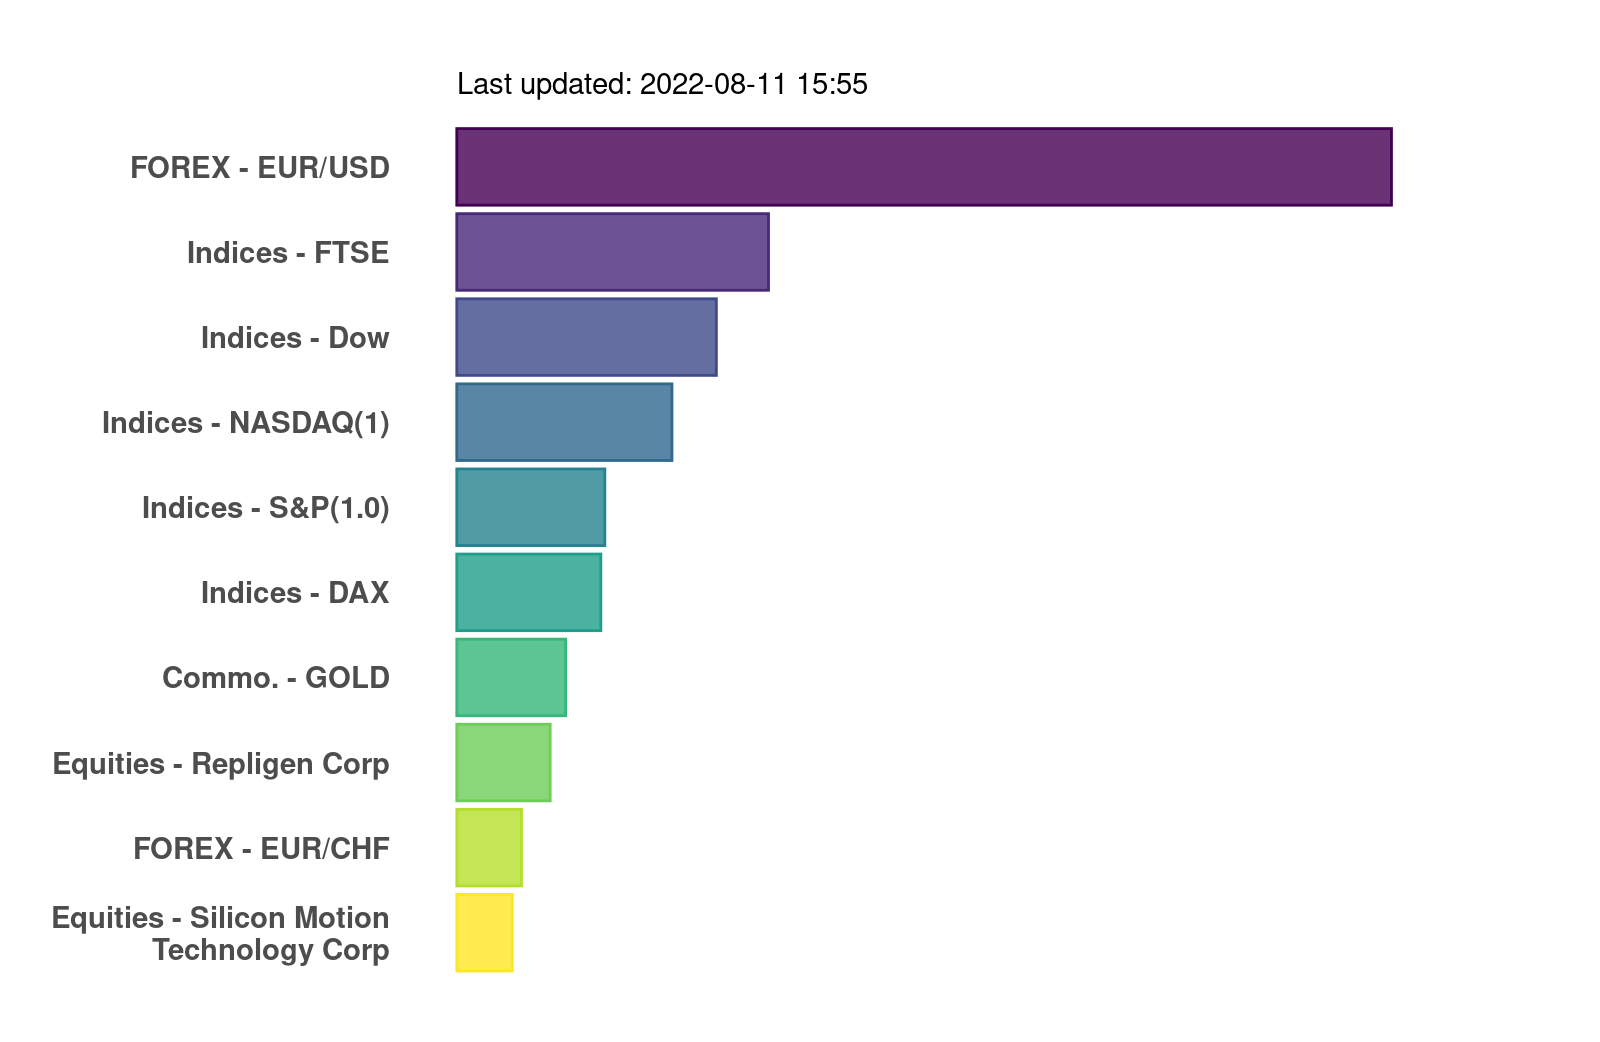 Last updated: 2022-08-11 15:55
FOREX - EUR/USD
Indices - FTSE
Indices - Dow
Indices - NASDAQ(1)
Indices - S&P(1.0)
Indices - DAX
Commo. - GOLD
Equities - Repligen Corp
FOREX - EUR/CHF
Equities - Silicon Motion
Technology Corp